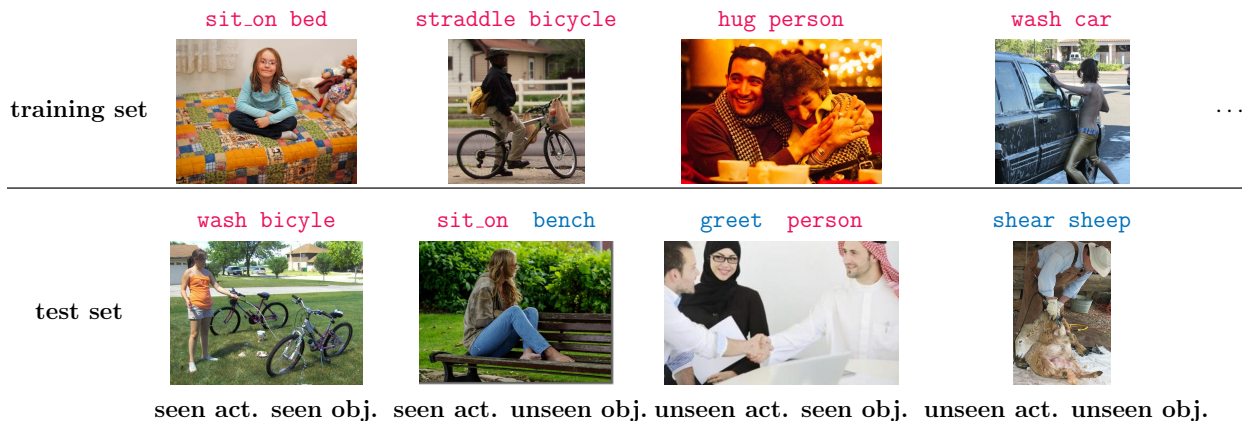 sit_on bed straddle bicycle hug person wash car
training set ...
wash bicyle sit_on bench greet person shear sheep
test set
seen act. seen obj. seen act. unseen obj. unseen act. seen obj. unseen act. unseen obj.